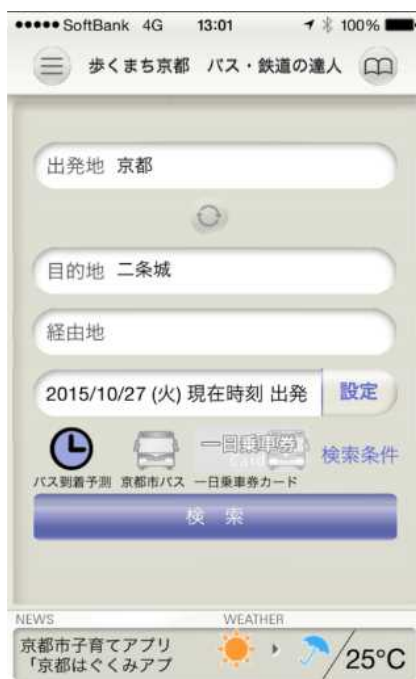 SoftBank 4G 13:01 100%
歩くまち京都 バス・鉄道の達人
出発地 京都
目的地 二条城
経由地
2015/10/27 (火) 現在時刻 出発 設定
一日乗車券
card
検索条件
バス到着予測 京都市バス 一日乗車券カード
検 索
NEWS WEATHER
京都市子育てアプリ
「京都はぐくみアプ
25°C